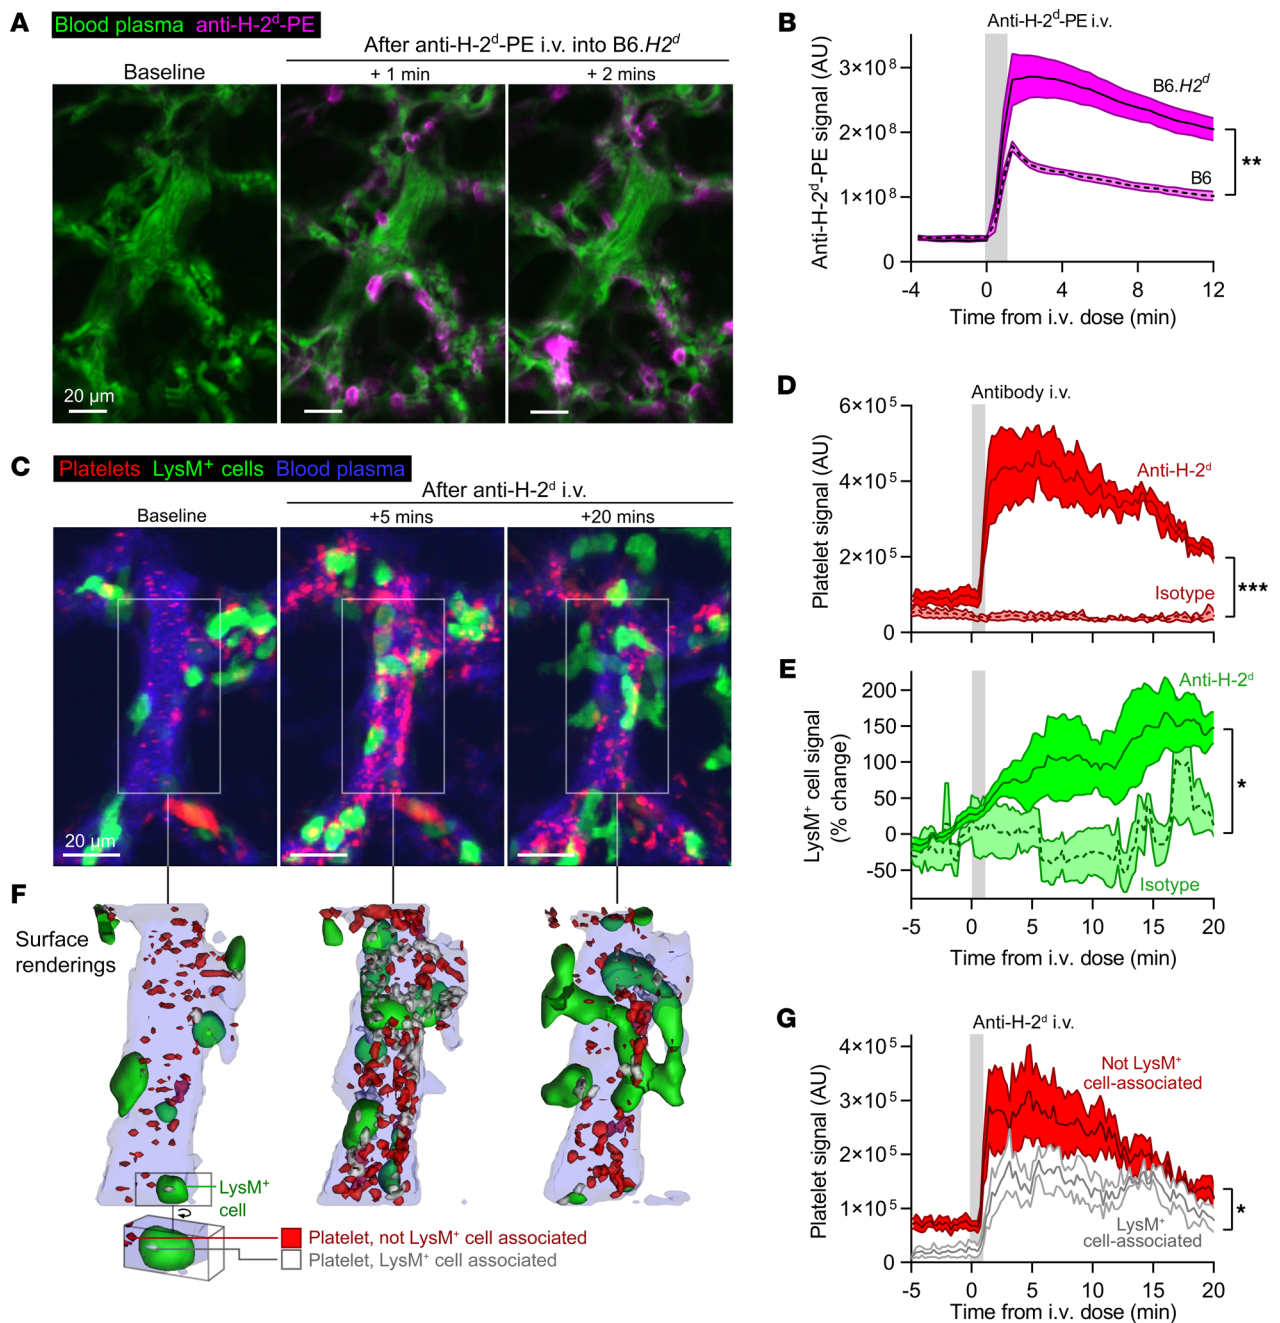 A
Blood plasma anti-H-2ᵈ-PE
After anti-H-2ᵈ-PE i.v. into B6.H2ᵈ
Baseline
+ 1 min
+ 2 mins
20 µm
B
Anti-H-2ᵈ-PE i.v.
Anti-H-2ᵈ-PE signal (AU)
3×10⁸
2×10⁸
1×10⁸
0
B6.H2ᵈ
B6
**
-4 0 4 8 12
Time from i.v. dose (min)
C
Platelets LysM⁺ cells Blood plasma
After anti-H-2ᵈ i.v.
Baseline
+5 mins
+20 mins
20 µm
D
Antibody i.v.
Platelet signal (AU)
6×10⁵
4×10⁵
2×10⁵
0
Anti-H-2ᵈ
Isotype
***
E
LysM⁺ cell signal
(% change)
200
150
100
50
0
-50
Anti-H-2ᵈ
Isotype
*
-5 0 5 10 15 20
Time from i.v. dose (min)
F
Surface
renderings
LysM⁺
cell
Platelet, not LysM⁺ cell associated
Platelet, LysM⁺ cell associated
G
Anti-H-2ᵈ i.v.
Platelet signal (AU)
4×10⁵
3×10⁵
2×10⁵
1×10⁵
0
Not LysM⁺
cell-associated
LysM⁺
cell-associated
*
-5 0 5 10 15 20
Time from i.v. dose (min)